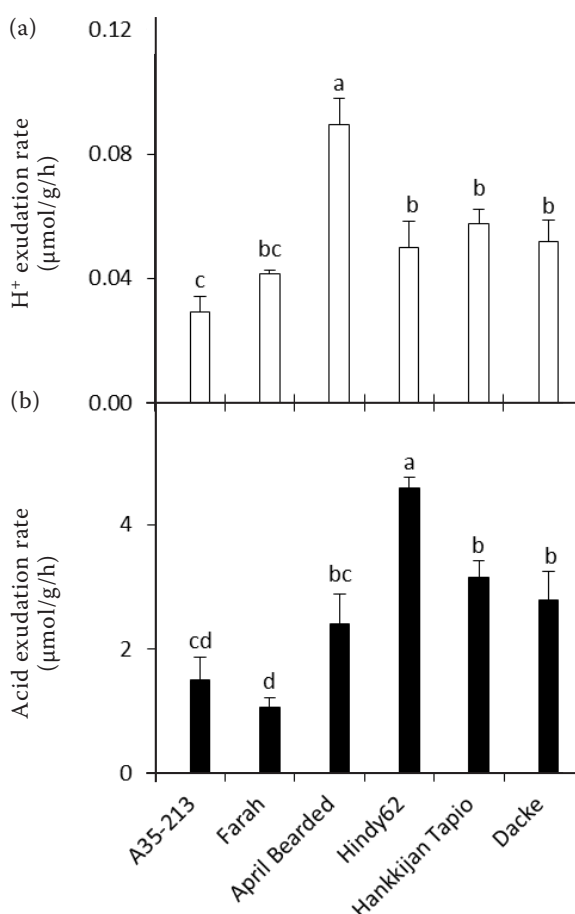 (a)
H⁺ exudation rate
(µmol/g/h)
0.12
0.08
0.04
0.00
c
bc
a
b
b
b
(b)
Acid exudation rate
(µmol/g/h)
4
2
0
cd
d
bc
a
b
b
A35-213
Farah
April Bearded
Hindy62
Hankkijan Tapio
Dacke